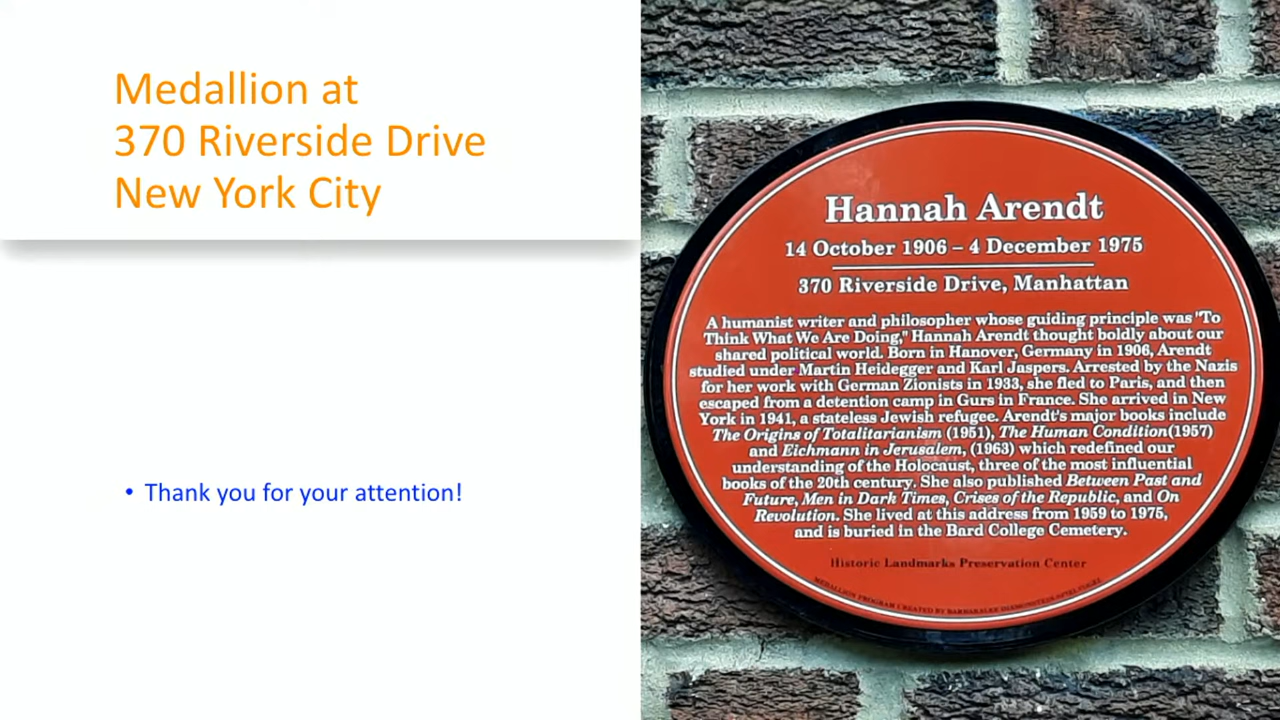 Medallion at
370 Riverside Drive
New York City
• Thank you for your attention!
Hannah Arendt
14 October 1906 – 4 December 1975
370 Riverside Drive, Manhattan
A humanist writer and philosopher whose guiding principle was "To
Think What We Are Doing," Hannah Arendt thought boldly about our
shared political world. Born in Hanover, Germany in 1906, Arendt
studied under Martin Heidegger and Karl Jaspers. Arrested by the Nazis
for her work with German Zionists in 1933, she fled to Paris, and then
escaped from a detention camp in Gurs in France. She arrived in New
York in 1941, a stateless Jewish refugee. Arendt's major books include
The Origins of Totalitarianism (1951), The Human Condition(1957)
and Eichmann in Jerusalem, (1963) which redefined our
understanding of the Holocaust, three of the most influential
books of the 20th century. She also published Between Past and
Future, Men in Dark Times, Crises of the Republic, and On
Revolution. She lived at this address from 1959 to 1975,
and is buried in the Bard College Cemetery.
Historic Landmarks Preservation Center
MEDALLION PROGRAM CREATED BY BARBARALEE DIAMONSTEIN-SPIELVOGEL